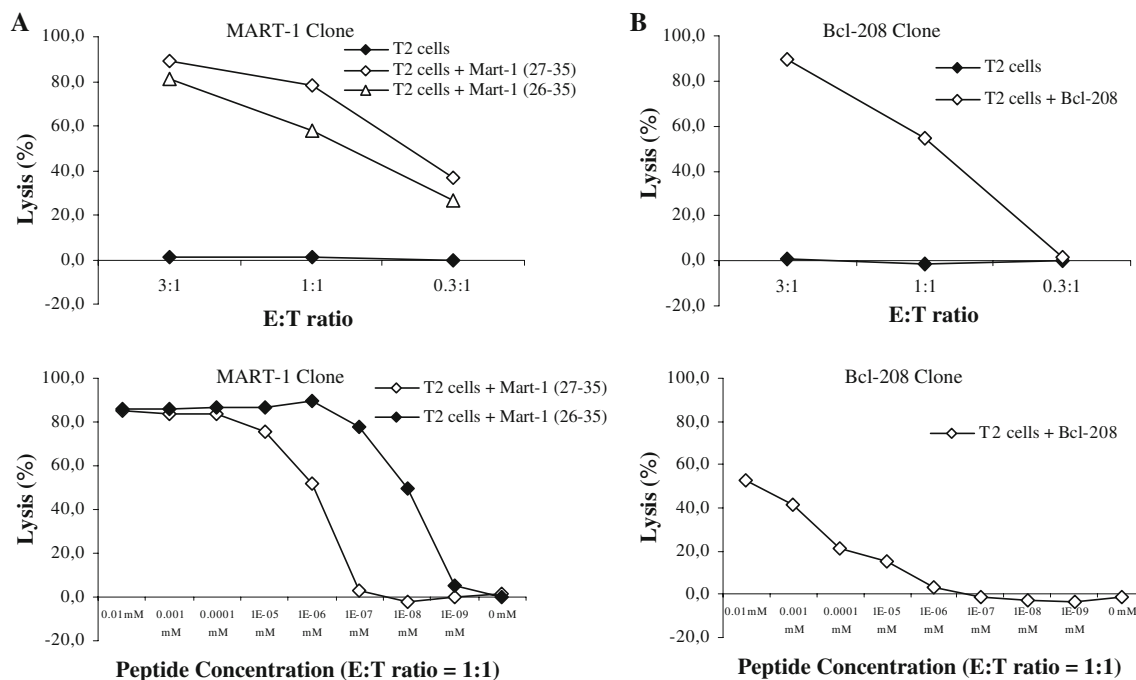 A
MART-1 Clone
T2 cells
T2 cells + Mart-1 (27-35)
T2 cells + Mart-1 (26-35)
Lysis (%)
100,0
80,0
60,0
40,0
20,0
0,0
-20,0
3:1 1:1 0.3:1
E:T ratio
B
Bcl-208 Clone
T2 cells
T2 cells + Bcl-208
Lysis (%)
100,0
80,0
60,0
40,0
20,0
0,0
-20,0
3:1 1:1 0.3:1
E:T ratio
MART-1 Clone
T2 cells + Mart-1 (27-35)
T2 cells + Mart-1 (26-35)
Lysis (%)
100,0
80,0
60,0
40,0
20,0
0,0
-20,0
0.01mM 0.001 mM 0.0001 mM 1E-05 mM 1E-06 mM 1E-07 mM 1E-08 mM 1E-09 mM 0 mM
Peptide Concentration (E:T ratio = 1:1)
Bcl-208 Clone
T2 cells + Bcl-208
Lysis (%)
100,0
80,0
60,0
40,0
20,0
0,0
-20,0
0.01mM 0.001 mM 0.0001 mM 1E-05 mM 1E-06 mM 1E-07 mM 1E-08 mM 1E-09 mM 0 mM
Peptide Concentration (E:T ratio = 1:1)